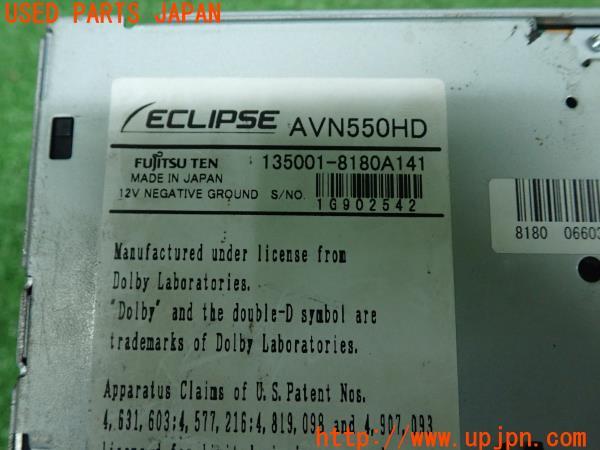 USED PARTS JAPAN
ECLIPSE AVN550HD
FUJITSU TEN 135001-8180A141
MADE IN JAPAN
12V NEGATIVE GROUND S/NO. 1G902542
8180 06603
Manufactured under license from
Dolby Laboratories.
"Dolby" and the double-D symbol are
trademarks of Dolby Laboratories.
Apparatus Claims of U.S. Patent Nos.
4,631,603;4,577,216;4,819,098 and 4,907,093
http://www.upjpn.com